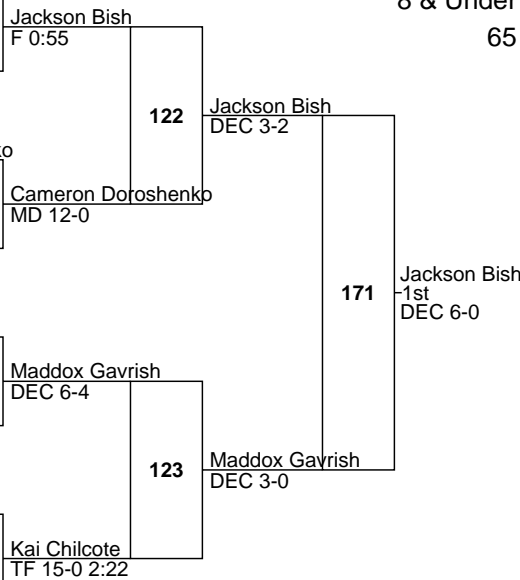 8 & Under
65
Jackson Bish
F 0:55
122
Jackson Bish
DEC 3-2
Cameron Doroshenko
MD 12-0
171
Jackson Bish
1st
DEC 6-0
Maddox Gavrish
DEC 6-4
123
Maddox Gavrish
DEC 3-0
Kai Chilcote
TF 15-0 2:22